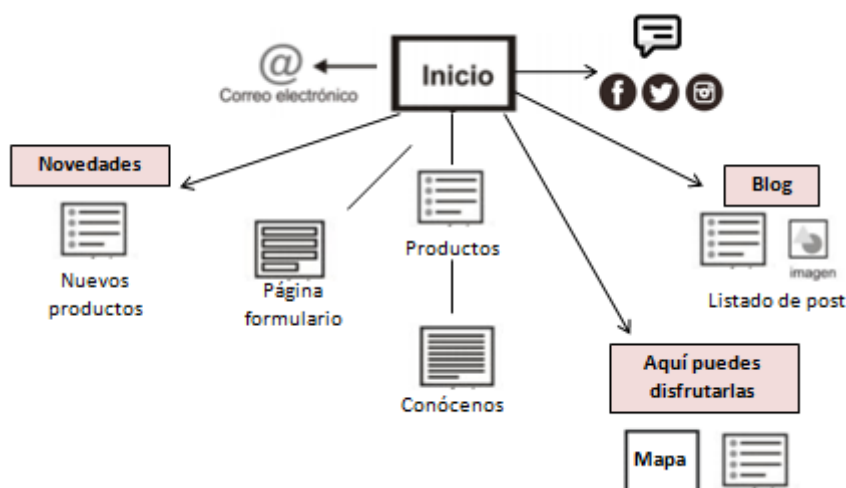 Inicio
@
Correo electrónico
Novedades
Nuevos
productos
Página
formulario
Productos
Conócenos
Blog
imagen
Listado de post
Aquí puedes
disfrutarlas
Mapa